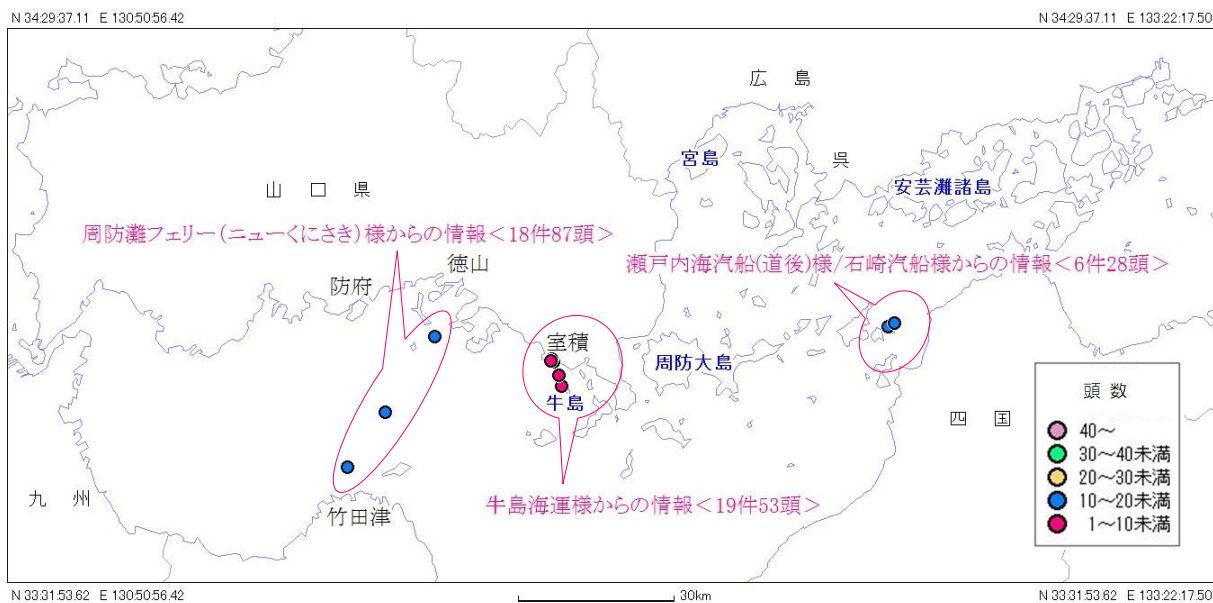 N 34:29:37.11 E 130:50:56.42
N 34:29:37.11 E 133:22:17.50
広島
宮島
呉
安芸灘諸島
山口県
周防灘フェリー(ニューくにさき)様からの情報<18件87頭>
瀬戸内海汽船(道後)様/石崎汽船様からの情報<6件28頭>
徳山
防府
室積
周防大島
牛島
四国
頭数
40～
30～40未満
20～30未満
10～20未満
1～10未満
九州
竹田津
牛島海運様からの情報<19件53頭>
N 33:31:53.62 E 130:50:56.42
30km
N 33:31:53.62 E 133:22:17.50